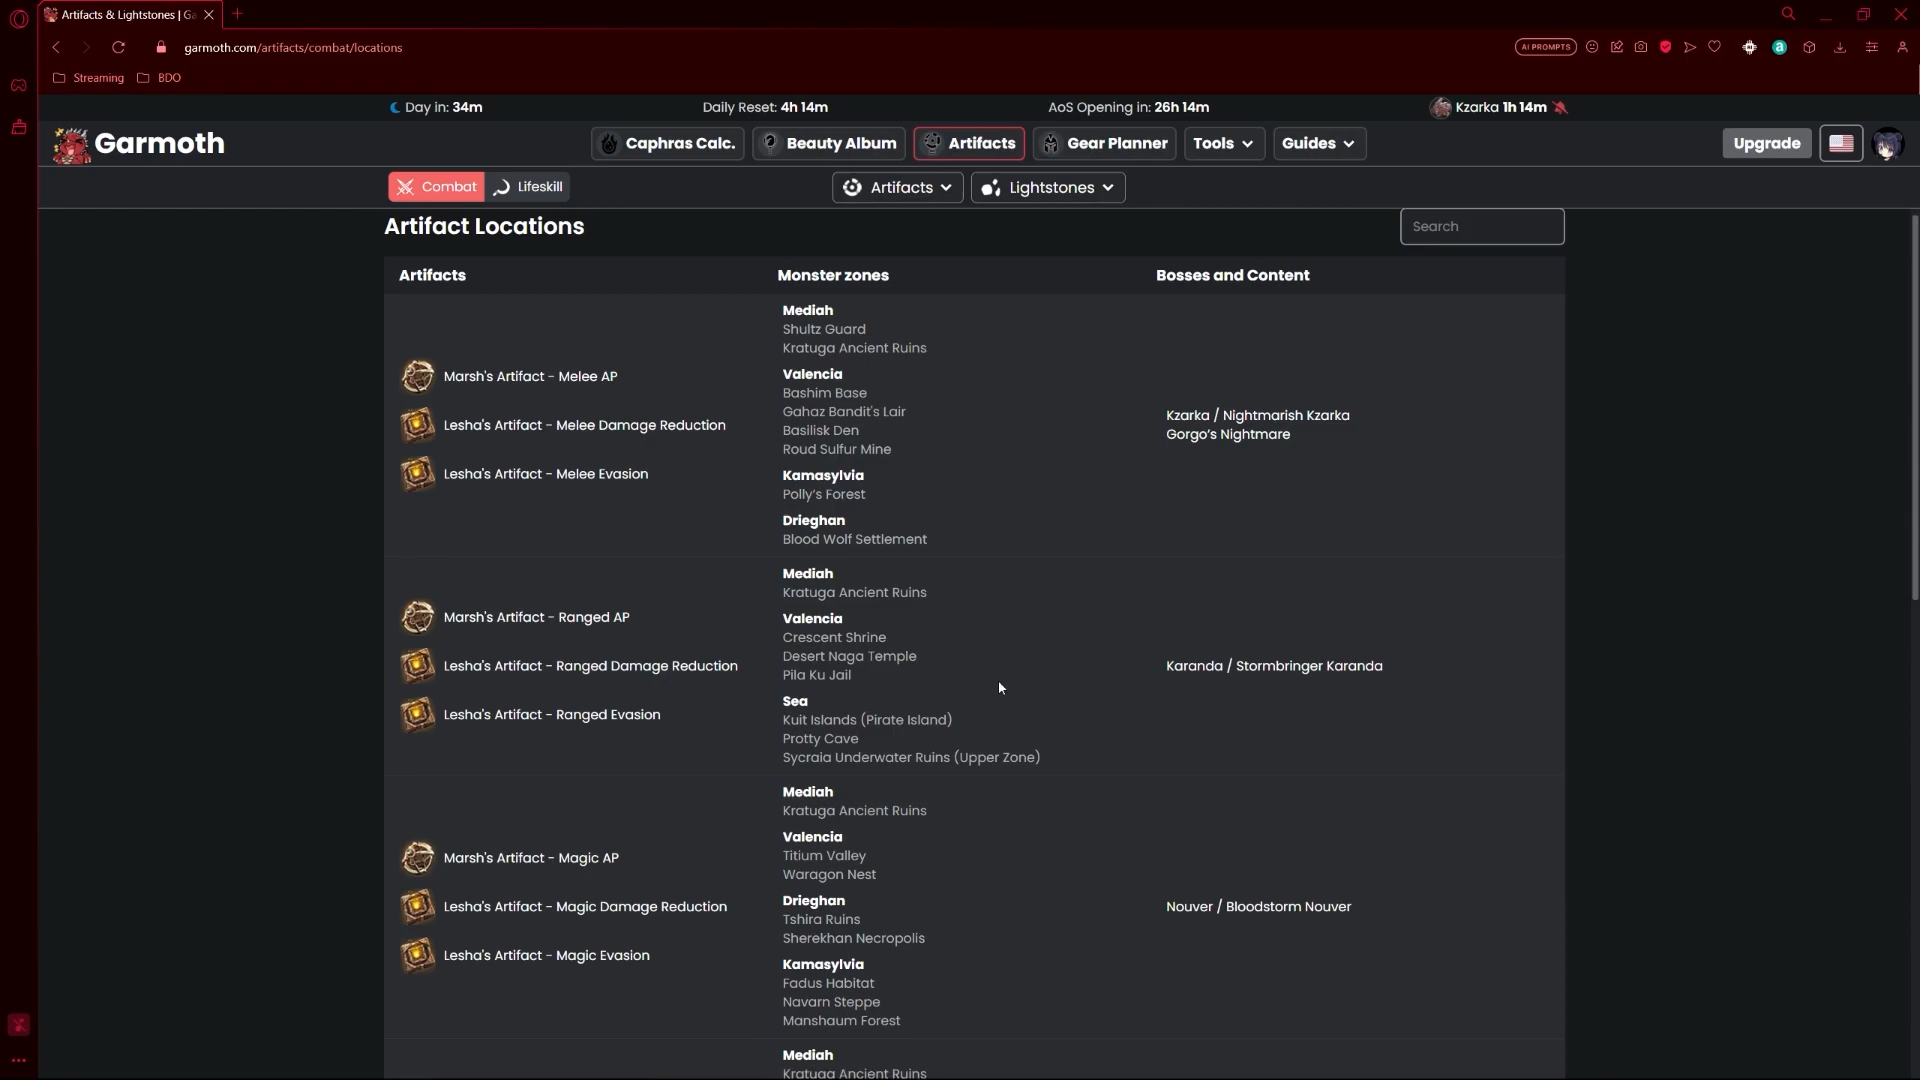 Artifacts & Lightstones | Ga
garmoth.com/artifacts/combat/locations
AI PROMPTS
Streaming
BDO
Day in: 34m
Daily Reset: 4h 14m
AoS Opening in: 26h 14m
Kzarka 1h 14m
Garmoth
Caphras Calc.
Beauty Album
Artifacts
Gear Planner
Tools
Guides
Upgrade
Combat
Lifeskill
Artifacts
Lightstones
Artifact Locations
Search
Artifacts
Monster zones
Bosses and Content
Marsh's Artifact - Melee AP
Lesha's Artifact - Melee Damage Reduction
Lesha's Artifact - Melee Evasion
Mediah
Shultz Guard
Kratuga Ancient Ruins
Valencia
Bashim Base
Gahaz Bandit's Lair
Basilisk Den
Roud Sulfur Mine
Kamasylvia
Polly's Forest
Drieghan
Blood Wolf Settlement
Kzarka / Nightmarish Kzarka
Gorgo's Nightmare
Marsh's Artifact - Ranged AP
Lesha's Artifact - Ranged Damage Reduction
Lesha's Artifact - Ranged Evasion
Mediah
Kratuga Ancient Ruins
Valencia
Crescent Shrine
Desert Naga Temple
Pila Ku Jail
Sea
Kuit Islands (Pirate Island)
Protty Cave
Sycraia Underwater Ruins (Upper Zone)
Karanda / Stormbringer Karanda
Marsh's Artifact - Magic AP
Lesha's Artifact - Magic Damage Reduction
Lesha's Artifact - Magic Evasion
Mediah
Kratuga Ancient Ruins
Valencia
Titium Valley
Waragon Nest
Drieghan
Tshira Ruins
Sherekhan Necropolis
Kamasylvia
Fadus Habitat
Navarn Steppe
Manshaum Forest
Nouver / Bloodstorm Nouver
Mediah
Kratuga Ancient Ruins